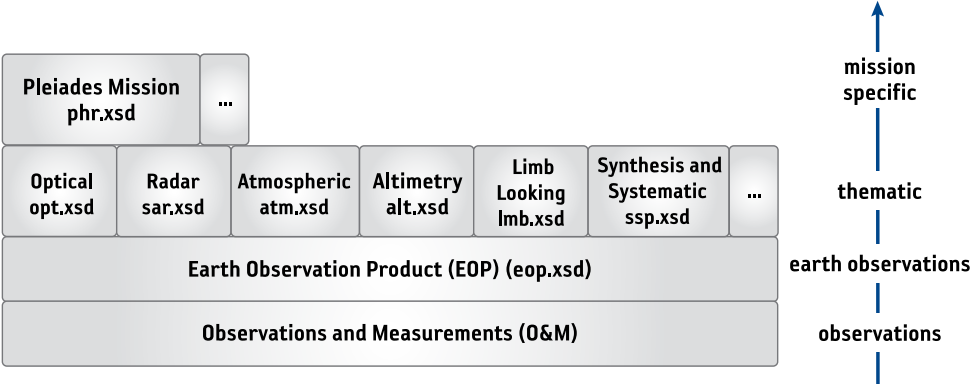 Pleiades Mission
phr.xsd
...
mission
specific
Optical
opt.xsd
Radar
sar.xsd
Atmospheric
atm.xsd
Altimetry
alt.xsd
Limb
Looking
lmb.xsd
Synthesis and
Systematic
ssp.xsd
...
thematic
Earth Observation Product (EOP) (eop.xsd)
earth observations
Observations and Measurements (O&M)
observations